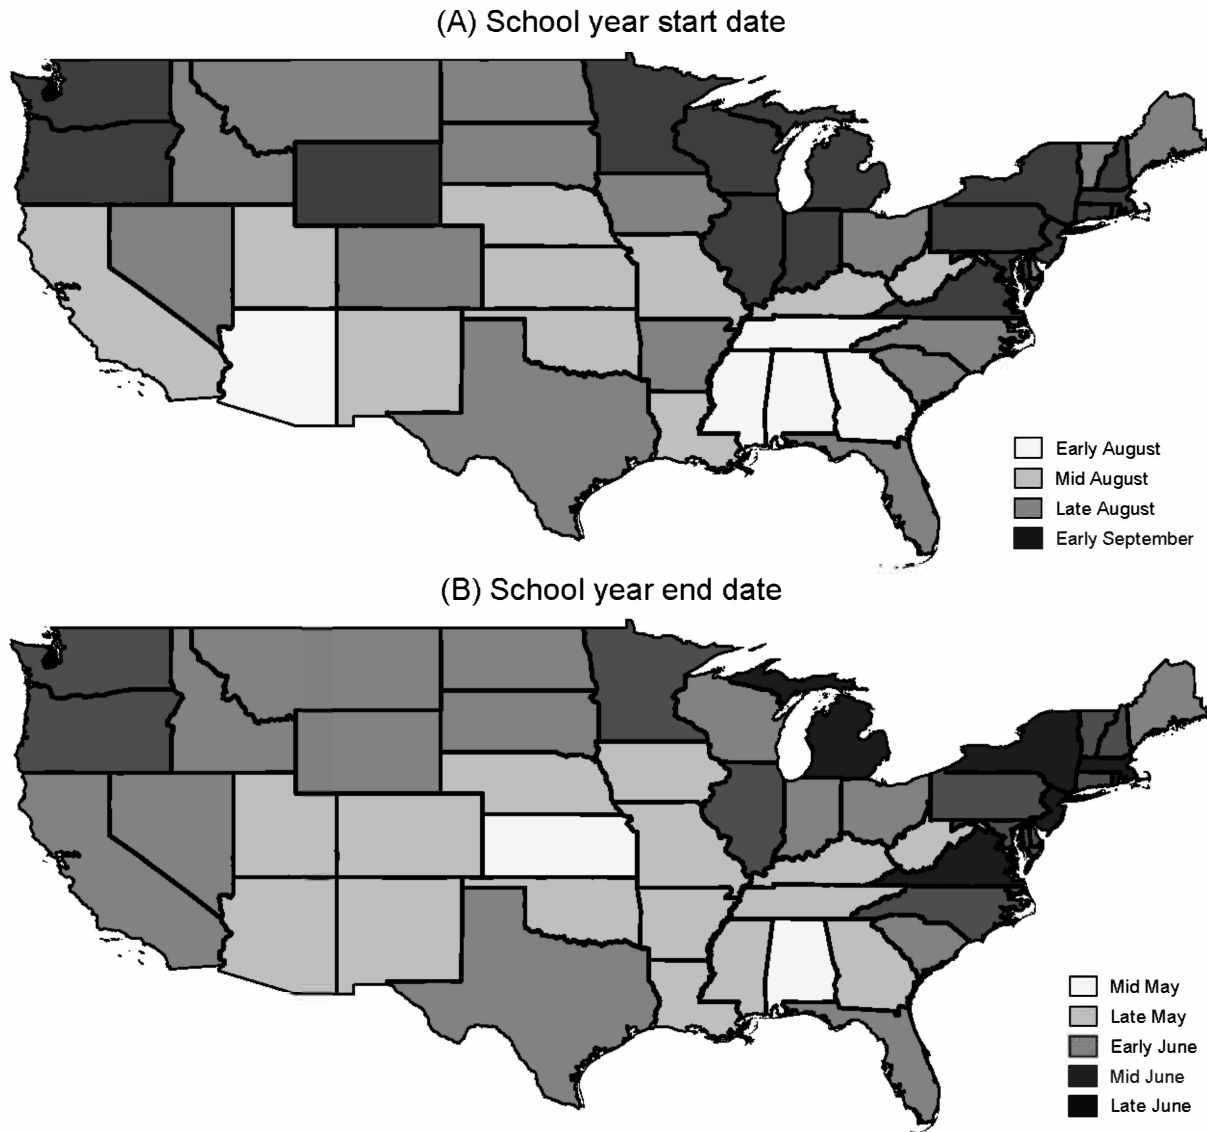 (A) School year start date
Early August
Mid August
Late August
Early September
(B) School year end date
Mid May
Late May
Early June
Mid June
Late June